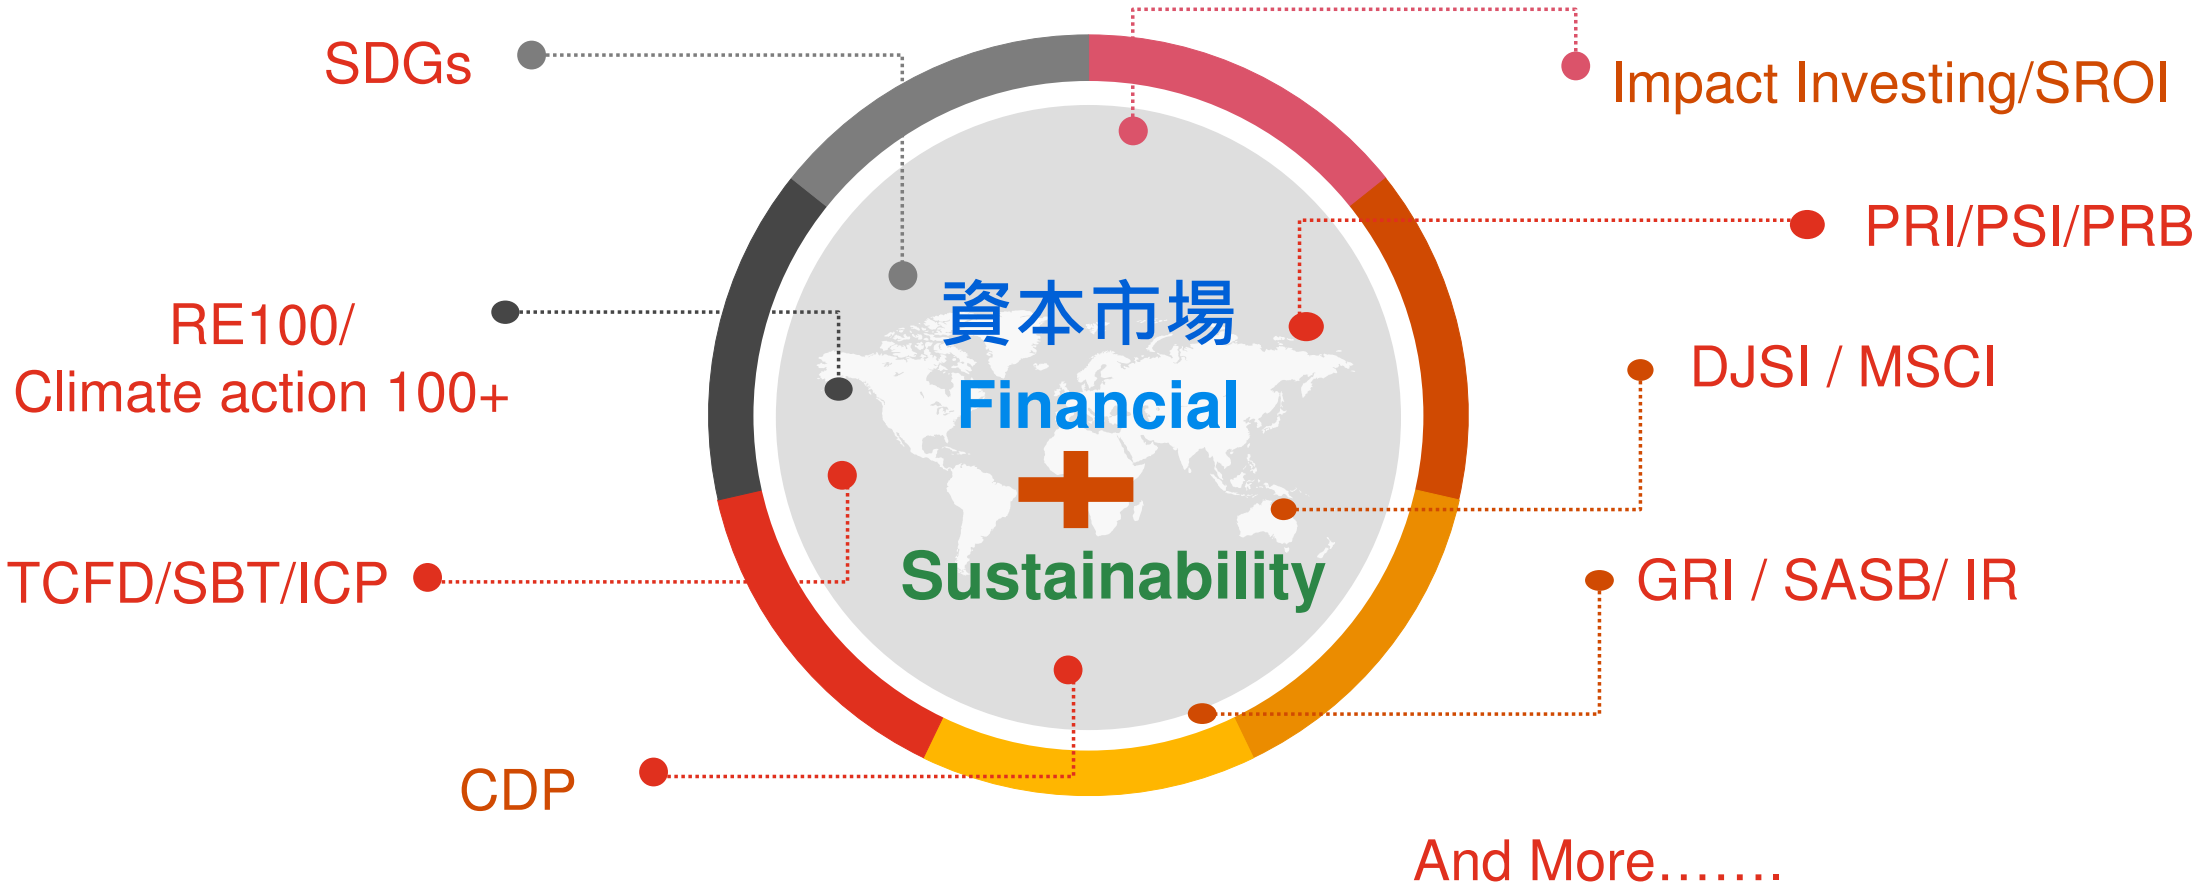 SDGs
Impact Investing/SROI
PRI/PSI/PRB
RE100/
Climate action 100+
資本市場
Financial
+
Sustainability
DJSI / MSCI
TCFD/SBT/ICP
GRI / SASB/ IR
CDP
And More…….